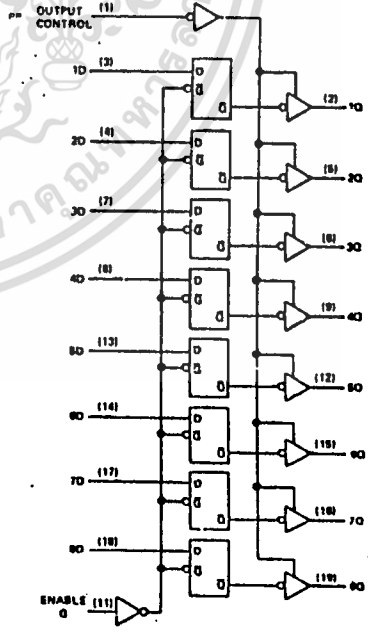 OUTPUT CONTROL (1)
1D (3)
D
G
Q
(2) 1Q
2D (4)
D
G
Q
(5) 2Q
3D (7)
D
G
Q
(6) 3Q
4D (8)
D
G
Q
(9) 4Q
5D (13)
D
G
Q
(12) 5Q
6D (14)
D
G
Q
(15) 6Q
7D (17)
D
G
Q
(16) 7Q
8D (18)
D
G
Q
(19) 8Q
ENABLE G (11)